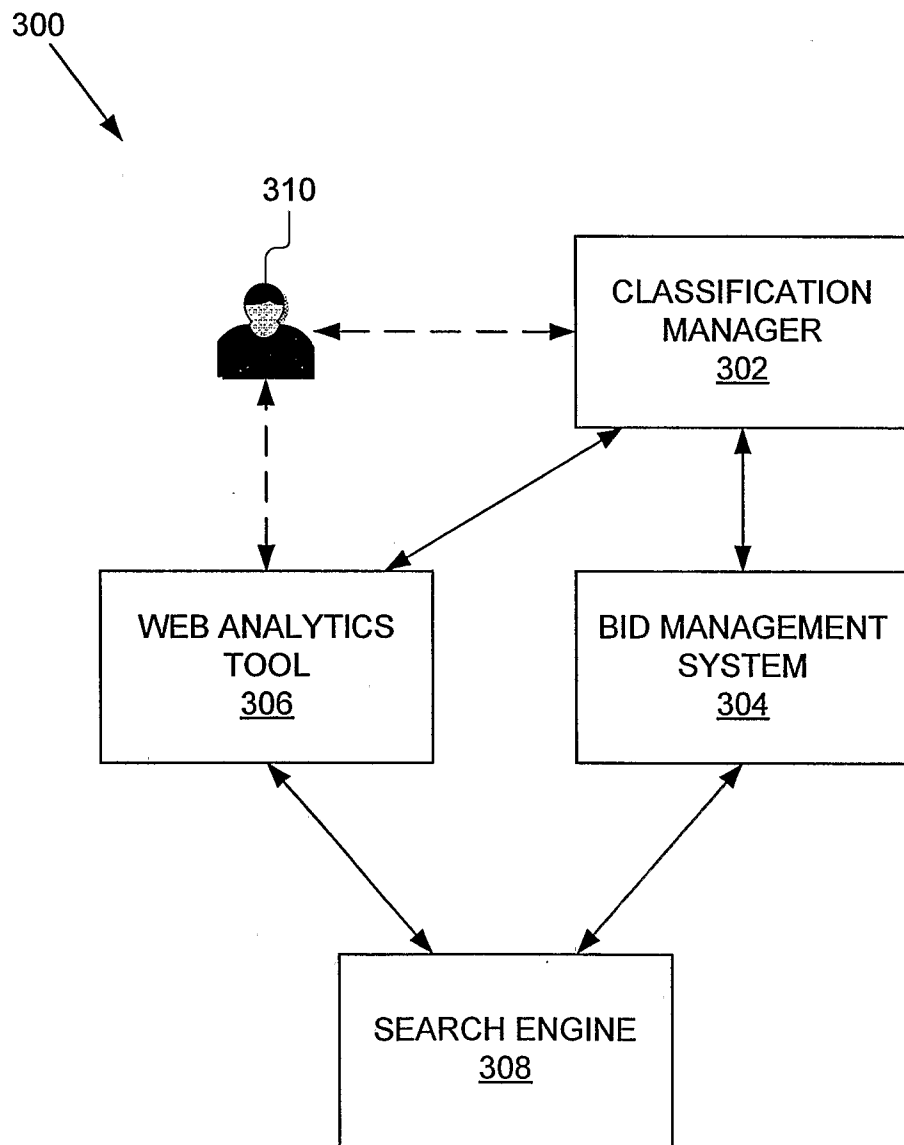 300
310
CLASSIFICATION
MANAGER
302
WEB ANALYTICS
TOOL
306
BID MANAGEMENT
SYSTEM
304
SEARCH ENGINE
308